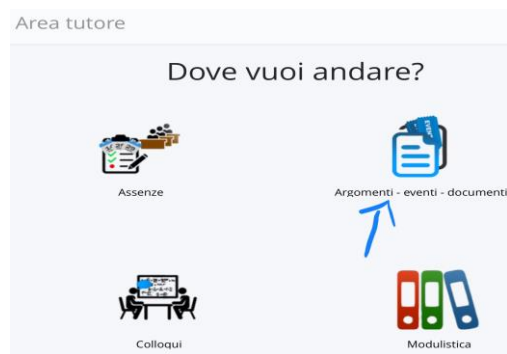 Area tutore
Dove vuoi andare?
Assenze
Argomenti - eventi - documenti
Colloqui
Modulistica